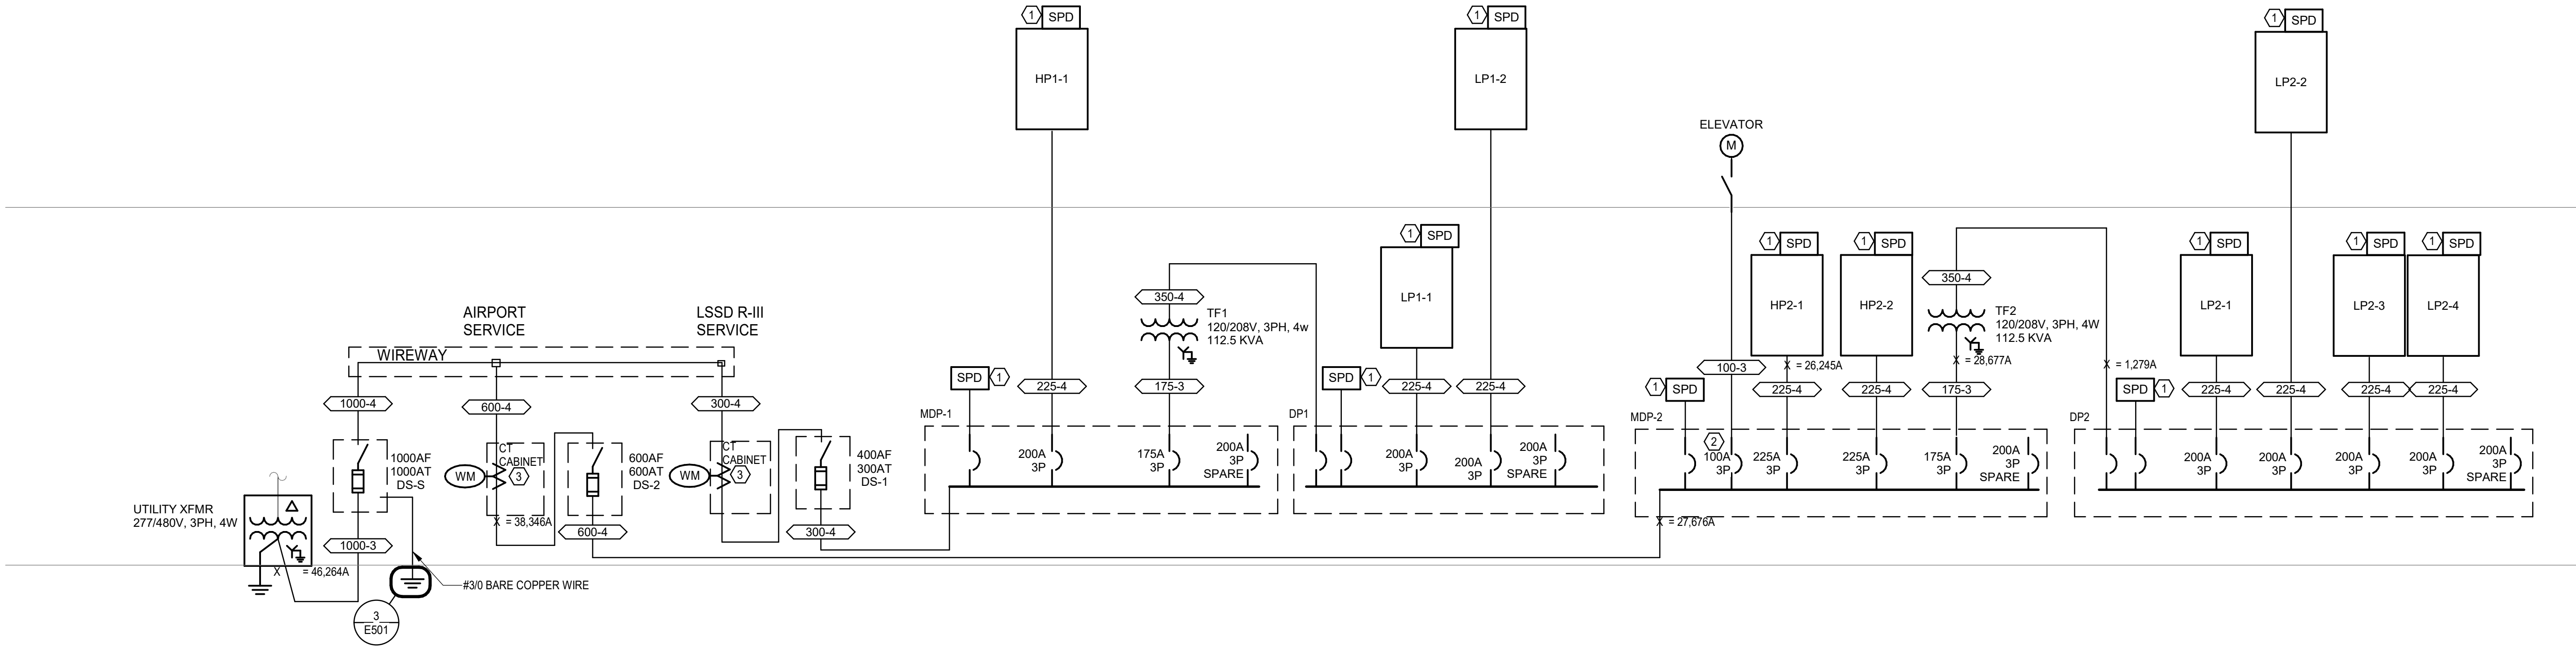 1
SPD
HP1-1
1
SPD
LP1-2
1
SPD
LP2-2
ELEVATOR
M
1
SPD
LP1-1
1
SPD
HP2-1
1
SPD
HP2-2
1
SPD
LP2-1
1
SPD
LP2-3
1
SPD
LP2-4
AIRPORT
SERVICE
LSSD R-III
SERVICE
WIREWAY
350-4
TF1
120/208V, 3PH, 4w
112.5 KVA
350-4
TF2
120/208V, 3PH, 4W
112.5 KVA
X = 28,677A
X = 26,245A
X = 1,279A
1000-4
600-4
300-4
SPD
1
225-4
175-3
SPD
1
225-4
225-4
100-3
1
SPD
225-4
225-4
175-3
SPD
1
225-4
225-4
225-4
225-4
MDP-1
DP1
MDP-2
DP2
1000AF
1000AT
DS-S
CT
CABINET
WM
3
600AF
600AT
DS-2
CT
CABINET
WM
3
400AF
300AT
DS-1
200A
3P
175A
3P
200A
3P
SPARE
200A
3P
200A
3P
200A
3P
SPARE
2
100A
3P
225A
3P
225A
3P
175A
3P
200A
3P
SPARE
200A
3P
200A
3P
200A
3P
200A
3P
200A
3P
SPARE
UTILITY XFMR
277/480V, 3PH, 4W
X = 38,346A
X = 27,676A
1000-3
600-4
300-4
X = 46,264A
#3/0 BARE COPPER WIRE
3
E501